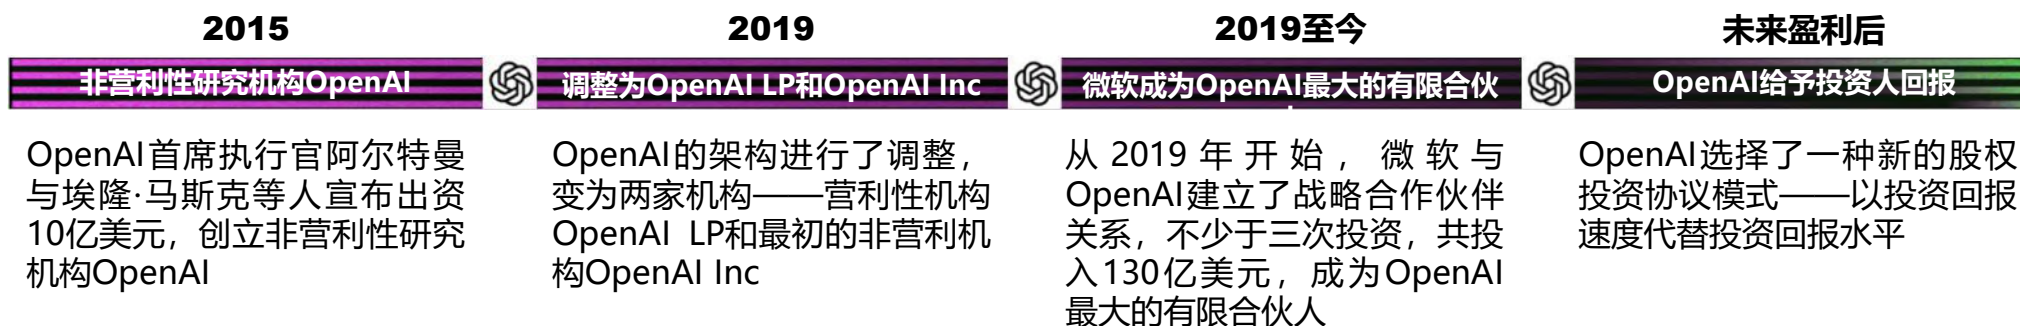 2015
非营利性研究机构OpenAI
OpenAI首席执行官阿尔特曼
与埃隆·马斯克等人宣布出资
10亿美元，创立非营利性研究
机构OpenAI
2019
调整为OpenAI LP和OpenAI Inc
OpenAI的架构进行了调整，
变为两家机构——营利性机构
OpenAI LP和最初的非营利机
构OpenAI Inc
2019至今
微软成为OpenAI最大的有限合伙
从2019年开始，微软与
OpenAI建立了战略合作伙伴
关系，不少于三次投资，共投
入130亿美元，成为OpenAI
最大的有限合伙人
未来盈利后
OpenAI给予投资人回报
OpenAI选择了一种新的股权
投资协议模式——以投资回报
速度代替投资回报水平